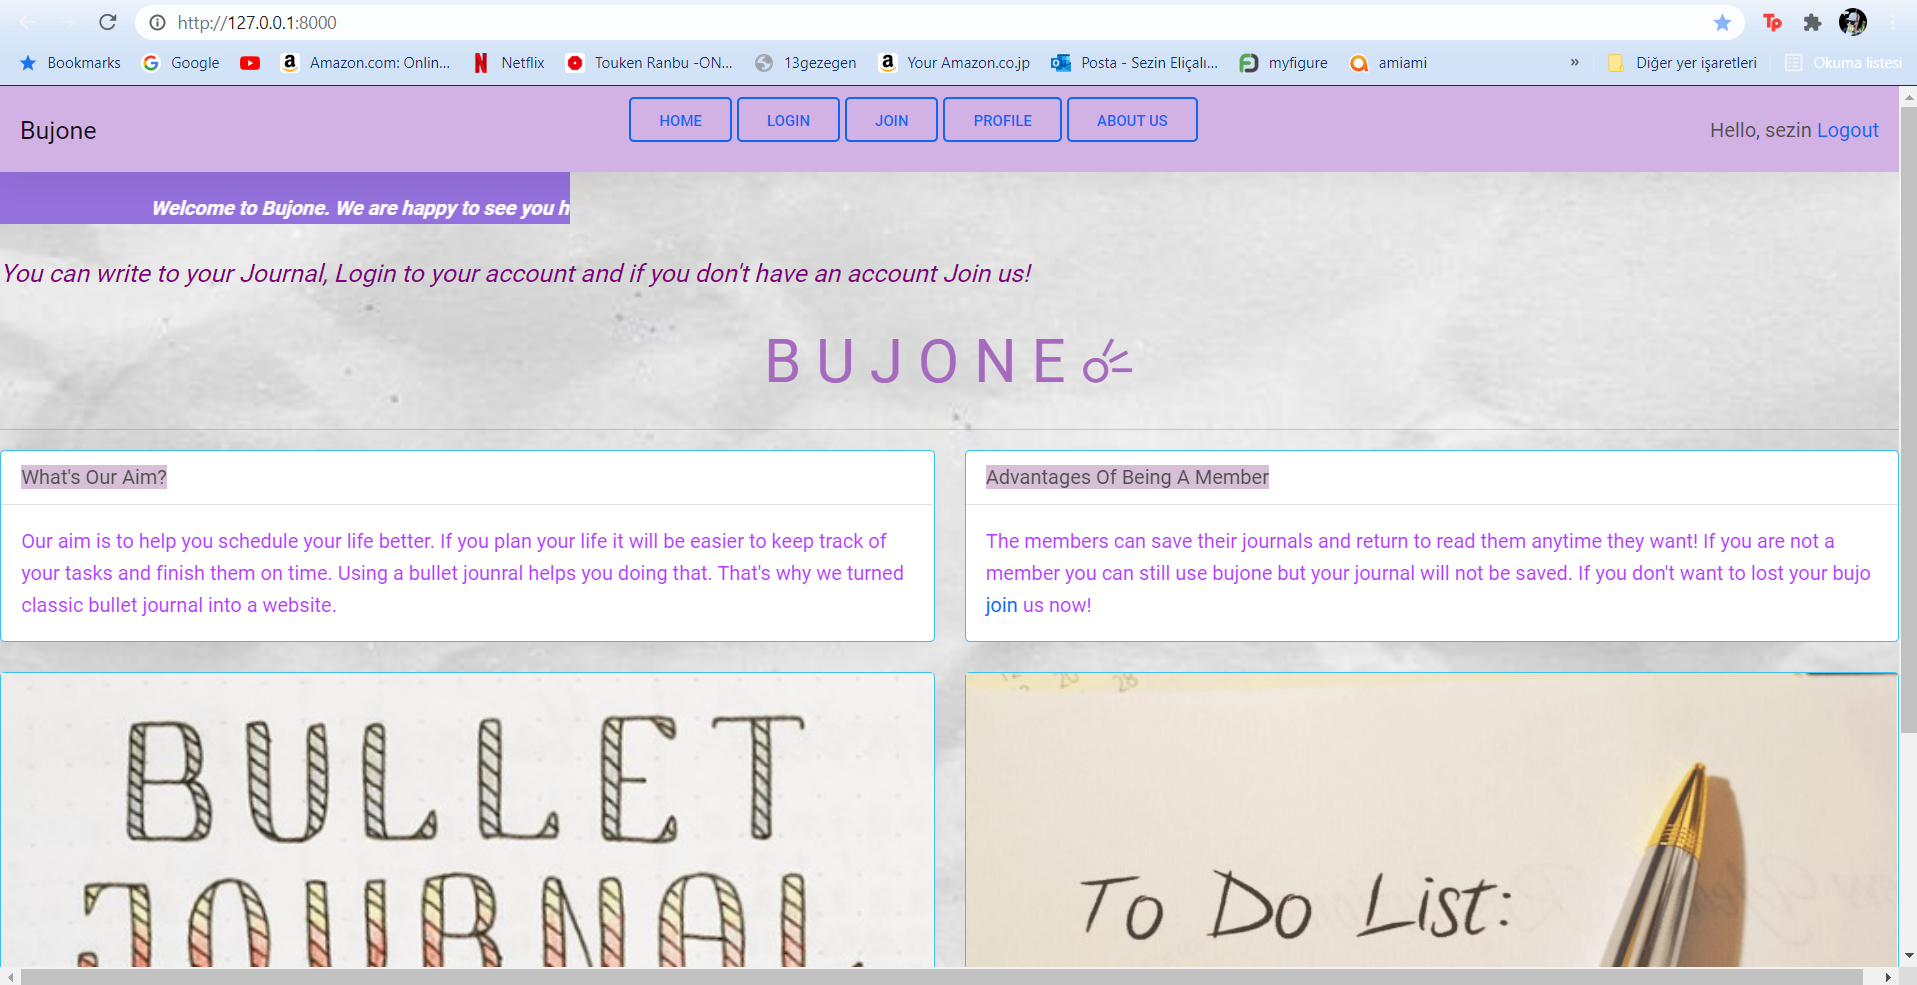 http://127.0.0.1:8000
Bookmarks Google Amazon.com: Onlin... Netflix Touken Ranbu -ON... 13gezegen Your Amazon.co.jp Posta - Sezin Eliçalı... myfigure amiami » Diğer yer işaretleri Okuma listesi
Bujone HOME LOGIN JOIN PROFILE ABOUT US Hello, sezin Logout
Welcome to Bujone. We are happy to see you h
You can write to your Journal, Login to your account and if you don't have an account Join us!
BUJONE
What's Our Aim?
Our aim is to help you schedule your life better. If you plan your life it will be easier to keep track of
your tasks and finish them on time. Using a bullet jounral helps you doing that. That's why we turned
classic bullet journal into a website.
Advantages Of Being A Member
The members can save their journals and return to read them anytime they want! If you are not a
member you can still use bujone but your journal will not be saved. If you don't want to lost your bujo
join us now!
BULLET
JOURNAL
20 28
To Do List: